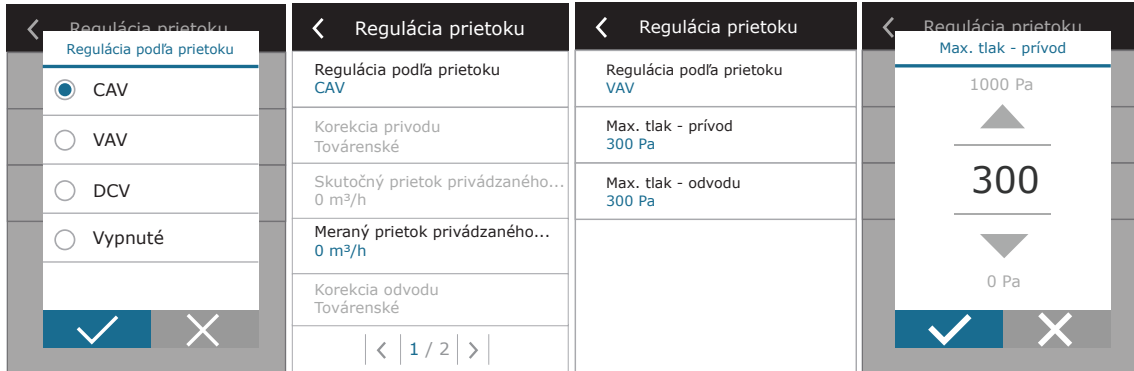 Regulácia prietoku
Regulácia podľa prietoku
CAV
VAV
DCV
Vypnuté
Regulácia prietoku
Regulácia podľa prietoku
CAV
Korekcia privodu
Továrenské
Skutočný prietok privádzaného...
0 m³/h
Meraný prietok privádzaného...
0 m³/h
Korekcia odvodu
Továrenské
1 / 2
Regulácia prietoku
Regulácia podľa prietoku
VAV
Max. tlak - prívod
300 Pa
Max. tlak - odvodu
300 Pa
Regulácia prietoku
Max. tlak - prívod
1000 Pa
300
0 Pa